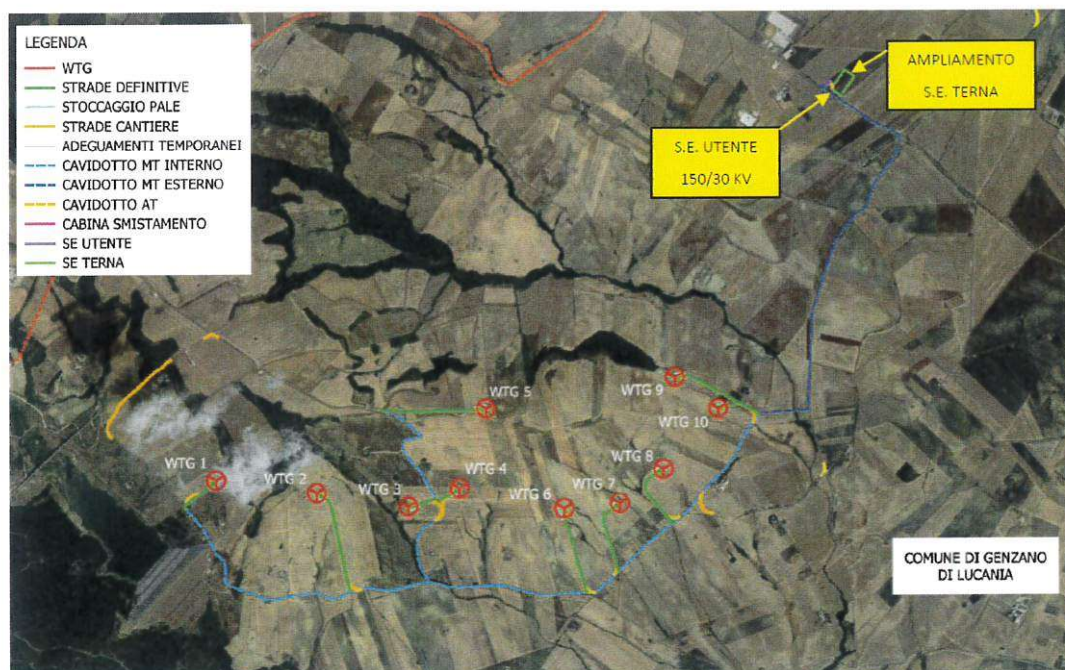 LEGENDA
WTG
STRADE DEFINITIVE
STOCCAGGIO PALE
STRADE CANTIERE
ADEGUAMENTI TEMPORANEI
CAVIDOTTO MT INTERNO
CAVIDOTTO MT ESTERNO
CAVIDOTTO AT
CABINA SMISTAMENTO
SE UTENTE
SE TERNA
AMPLIAMENTO
S.E. TERNA
S.E. UTENTE
150/30 KV
WTG 9
WTG 5
WTG 10
WTG 1
WTG 2
WTG 3
WTG 4
WTG 6
WTG 7
WTG 8
COMUNE DI GENZANO
DI LUCANIA